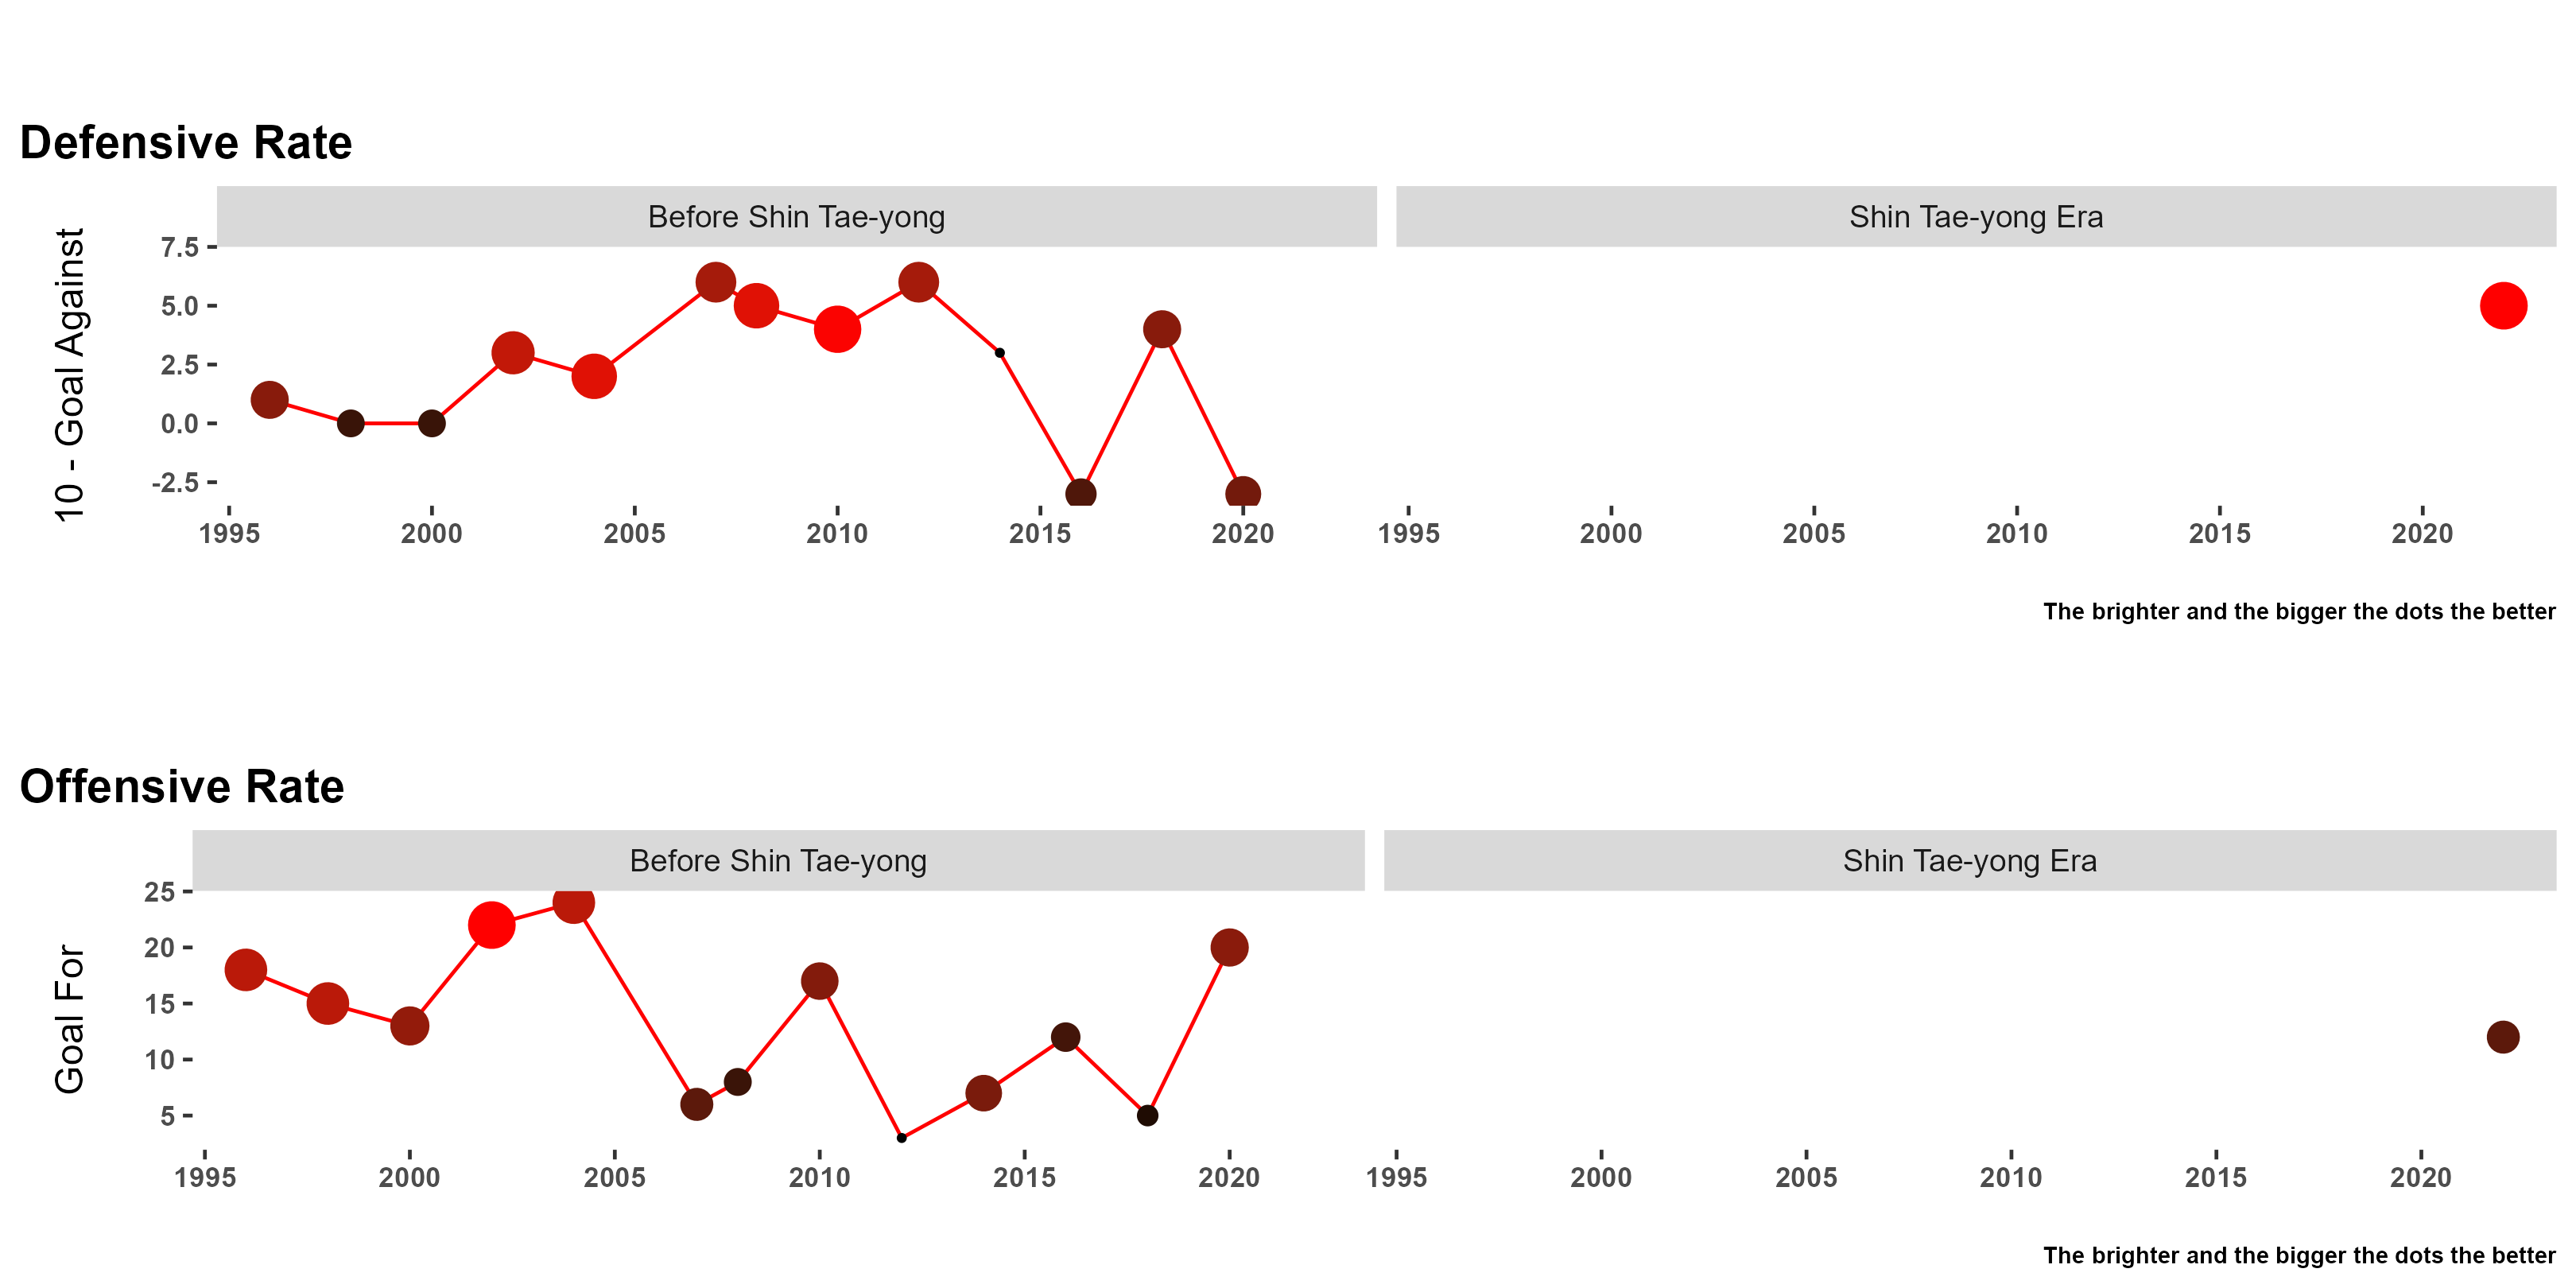 Defensive Rate
Before Shin Tae-yong
Shin Tae-yong Era
10 - Goal Against
7.5
5.0
2.5
0.0
-2.5
1995 2000 2005 2010 2015 2020 1995 2000 2005 2010 2015 2020
The brighter and the bigger the dots the better
Offensive Rate
Before Shin Tae-yong
Shin Tae-yong Era
Goal For
25
20
15
10
5
1995 2000 2005 2010 2015 2020 1995 2000 2005 2010 2015 2020
The brighter and the bigger the dots the better